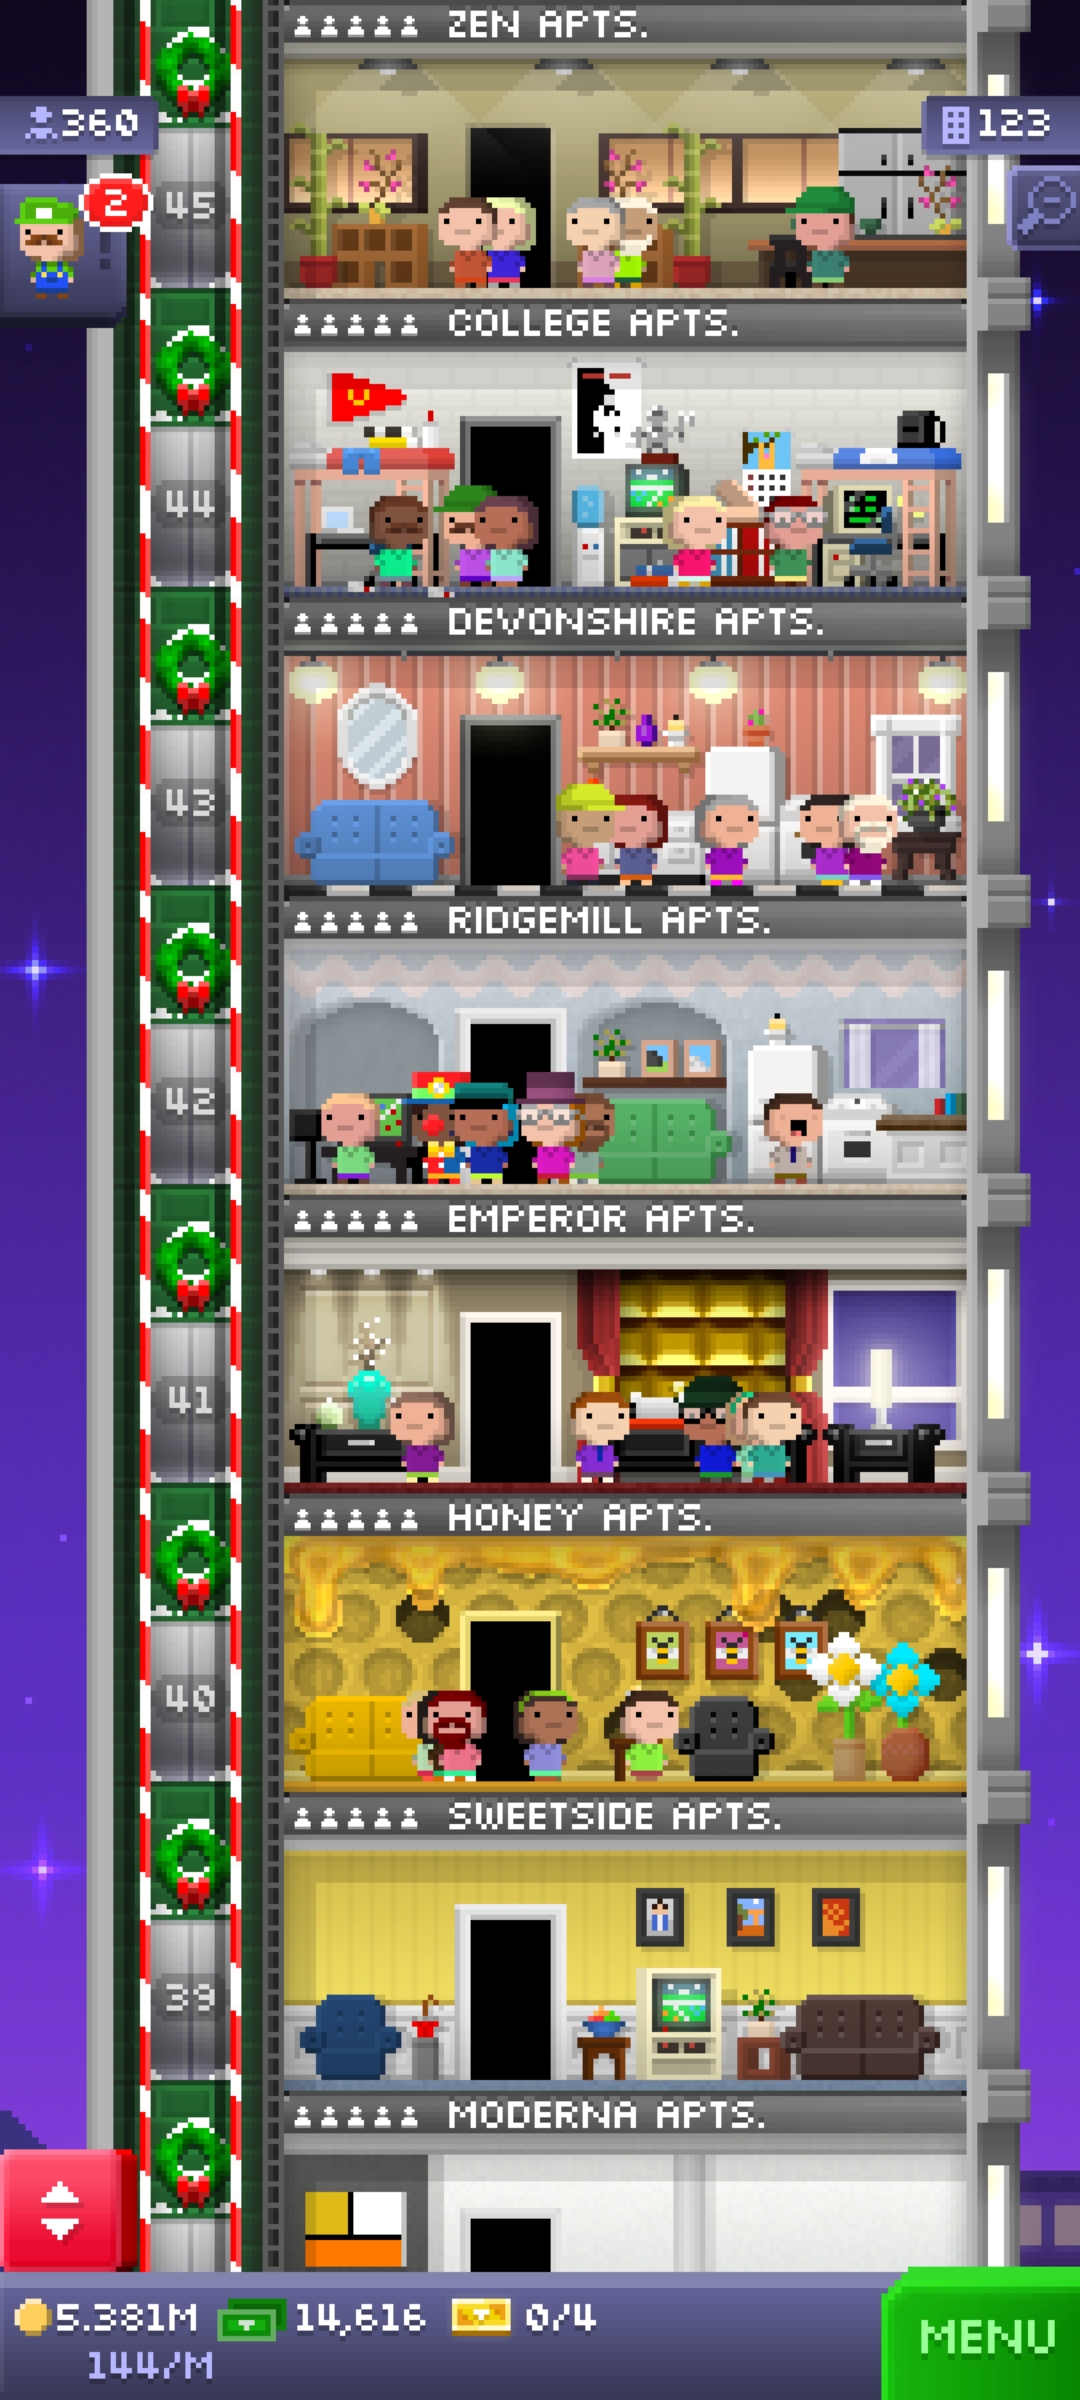 ZEN APTS.
360
123
2
45
COLLEGE APTS.
44
DEVONSHIRE APTS.
43
RIDGEMILL APTS.
42
EMPEROR APTS.
41
HONEY APTS.
40
SWEETSIDE APTS.
39
MODERNA APTS.
5.381M
14,616
0/4
144/M
MENU